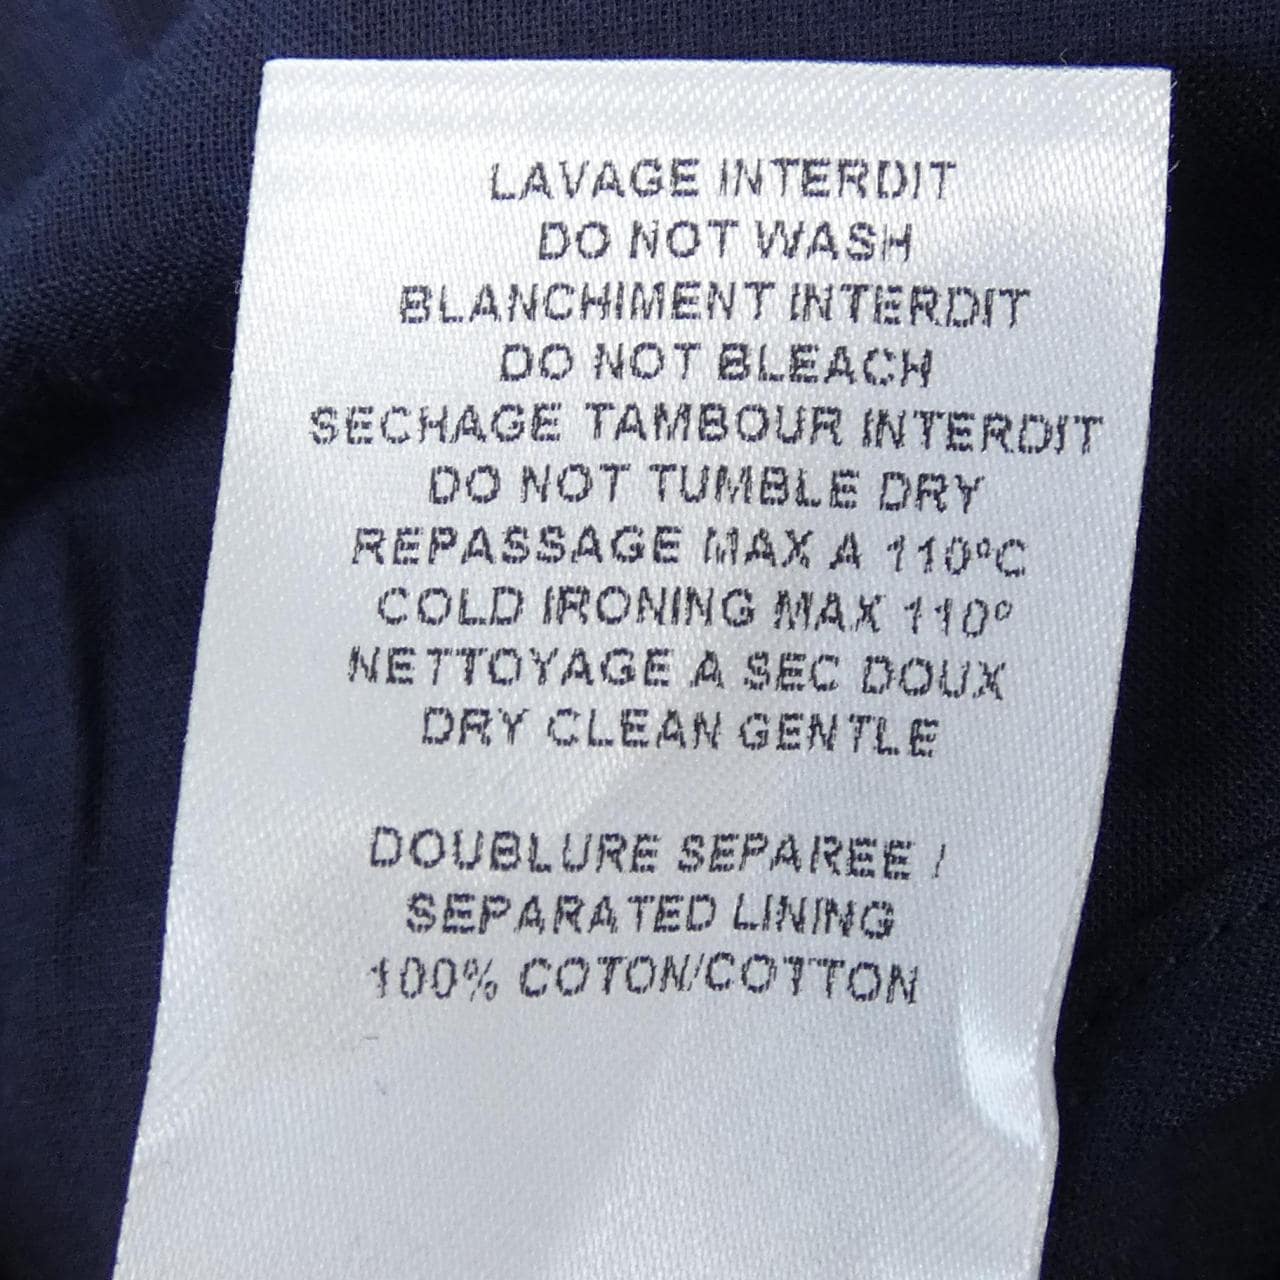 LAVAGE INTERDIT
DO NOT WASH
BLANCHIMENT INTERDIT
DO NOT BLEACH
SECHAGE TAMBOUR INTERDIT
DO NOT TUMBLE DRY
REPASSAGE MAX A 110°C
COLD IRONING MAX 110°
NETTOYAGE A SEC DOUX
DRY CLEAN GENTLE
DOUBLURE SEPAREE /
SEPARATED LINING
100% COTON/COTTON